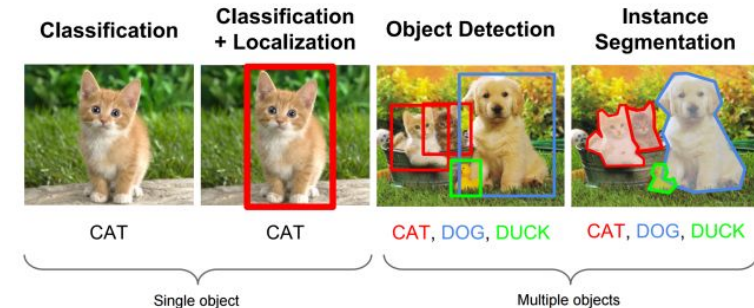 Classification
Classification
+ Localization
Object Detection
Instance
Segmentation
CAT
CAT
CAT, DOG, DUCK
CAT, DOG, DUCK
Single object
Multiple objects